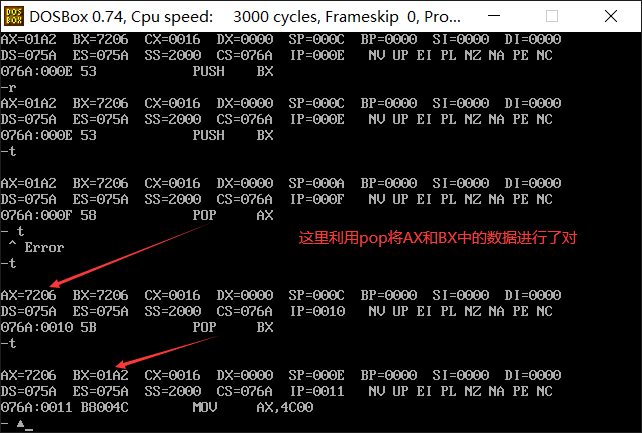 DOSBox 0.74, Cpu speed:    3000 cycles, Frameskip  0, Pro...
AX=01A2  BX=7206  CX=0016  DX=0000  SP=000C  BP=0000  SI=0000  DI=0000
DS=075A  ES=075A  SS=2000  CS=076A  IP=000E   NV UP EI PL NZ NA PE NC
076A:000E 53            PUSH    BX
-r
AX=01A2  BX=7206  CX=0016  DX=0000  SP=000C  BP=0000  SI=0000  DI=0000
DS=075A  ES=075A  SS=2000  CS=076A  IP=000E   NV UP EI PL NZ NA PE NC
076A:000E 53            PUSH    BX
-t
AX=01A2  BX=7206  CX=0016  DX=0000  SP=000A  BP=0000  SI=0000  DI=0000
DS=075A  ES=075A  SS=2000  CS=076A  IP=000F   NV UP EI PL NZ NA PE NC
076A:000F 58            POP     AX
- t
这里利用pop将AX和BX中的数据进行了对
 ^ Error
-t
AX=7206  BX=7206  CX=0016  DX=0000  SP=000C  BP=0000  SI=0000  DI=0000
DS=075A  ES=075A  SS=2000  CS=076A  IP=0010   NV UP EI PL NZ NA PE NC
076A:0010 5B            POP     BX
-t
AX=7206  BX=01A2  CX=0016  DX=0000  SP=000E  BP=0000  SI=0000  DI=0000
DS=075A  ES=075A  SS=2000  CS=076A  IP=0011   NV UP EI PL NZ NA PE NC
076A:0011 B8004C        MOV     AX,4C00
- ▲_